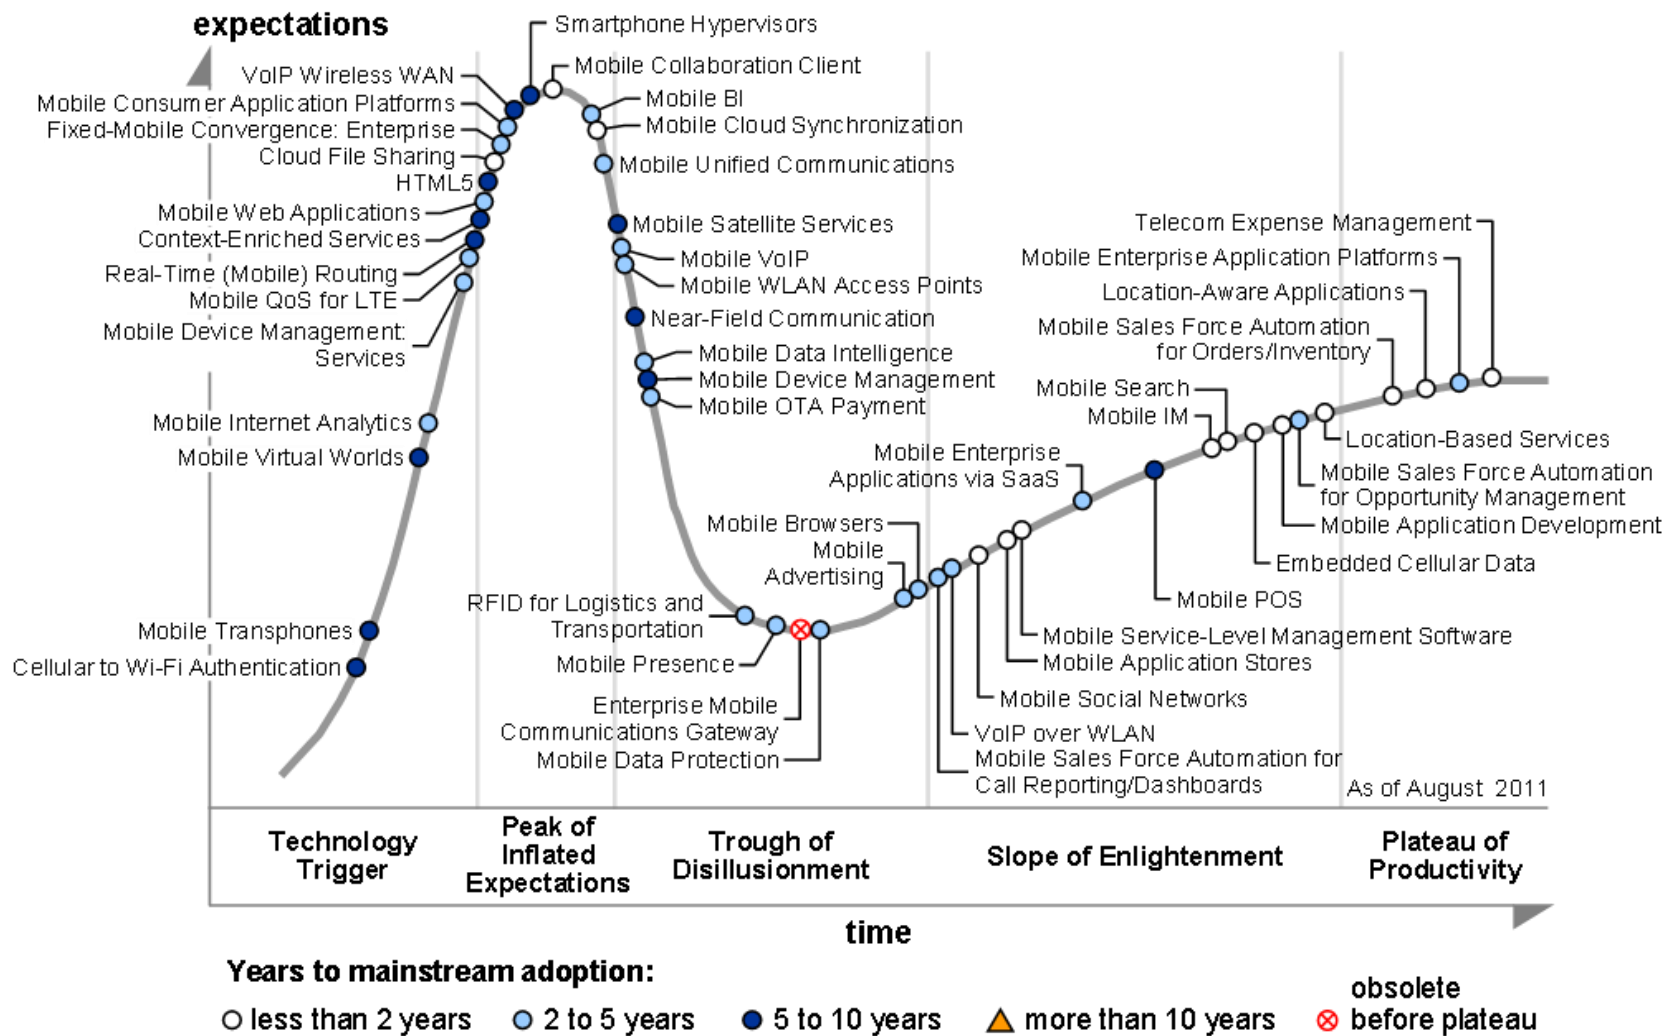 expectations
Smartphone Hypervisors
VoIP Wireless WAN
Mobile Collaboration Client
Mobile Consumer Application Platforms
Mobile BI
Fixed-Mobile Convergence: Enterprise
Mobile Cloud Synchronization
Cloud File Sharing
Mobile Unified Communications
HTML5
Mobile Web Applications
Mobile Satellite Services
Context-Enriched Services
Mobile VoIP
Real-Time (Mobile) Routing
Mobile WLAN Access Points
Mobile QoS for LTE
Near-Field Communication
Mobile Device Management:
Services
Mobile Data Intelligence
Mobile Device Management
Mobile OTA Payment
Mobile Internet Analytics
Mobile Virtual Worlds
Mobile Transphones
Cellular to Wi-Fi Authentication
RFID for Logistics and
Transportation
Mobile Presence
Enterprise Mobile
Communications Gateway
Mobile Data Protection
Mobile Browsers
Mobile
Advertising
Mobile Enterprise
Applications via SaaS
Telecom Expense Management
Mobile Enterprise Application Platforms
Location-Aware Applications
Mobile Sales Force Automation
for Orders/Inventory
Mobile Search
Mobile IM
Location-Based Services
Mobile Sales Force Automation
for Opportunity Management
Mobile Application Development
Embedded Cellular Data
Mobile POS
Mobile Service-Level Management Software
Mobile Application Stores
Mobile Social Networks
VoIP over WLAN
Mobile Sales Force Automation for
Call Reporting/Dashboards
As of August 2011
Technology
Trigger
Peak of
Inflated
Expectations
Trough of
Disillusionment
Slope of Enlightenment
Plateau of
Productivity
time
Years to mainstream adoption:
less than 2 years
2 to 5 years
5 to 10 years
more than 10 years
obsolete
before plateau